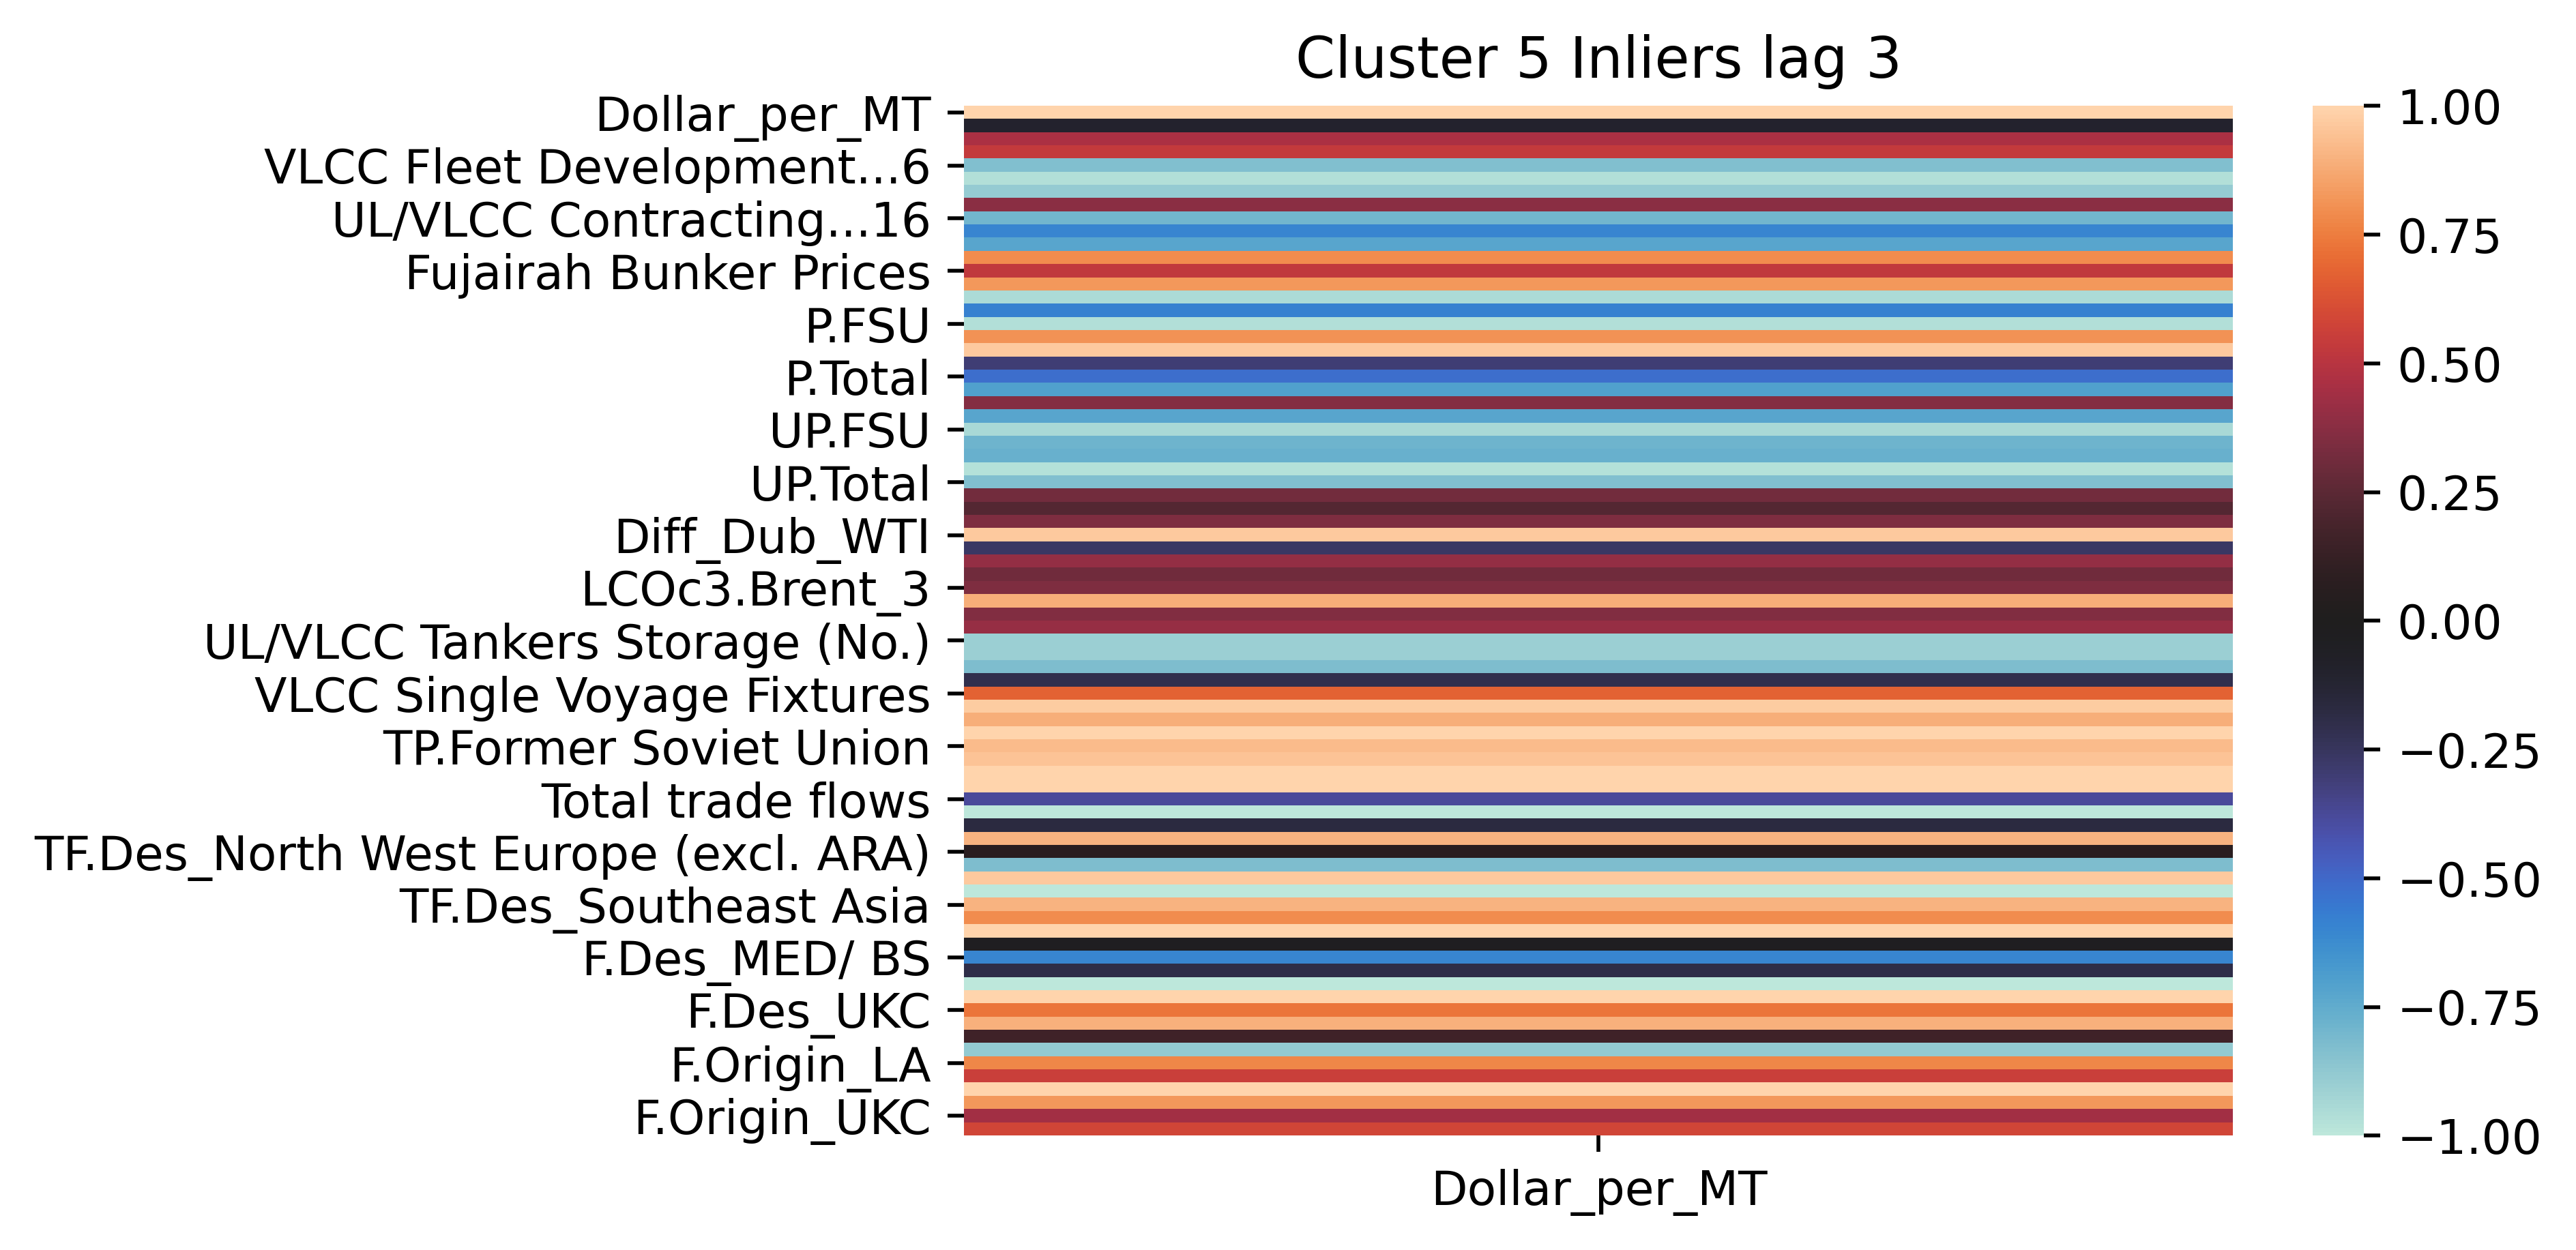 Cluster 5 Inliers lag 3
Dollar_per_MT
VLCC Fleet Development...6
UL/VLCC Contracting...16
Fujairah Bunker Prices
P.FSU
P.Total
UP.FSU
UP.Total
Diff_Dub_WTI
LCOc3.Brent_3
UL/VLCC Tankers Storage (No.)
VLCC Single Voyage Fixtures
TP.Former Soviet Union
Total trade flows
TF.Des_North West Europe (excl. ARA)
TF.Des_Southeast Asia
F.Des_MED/ BS
F.Des_UKC
F.Origin_LA
F.Origin_UKC
Dollar_per_MT
1.00
0.75
0.50
0.25
0.00
−0.25
−0.50
−0.75
−1.00